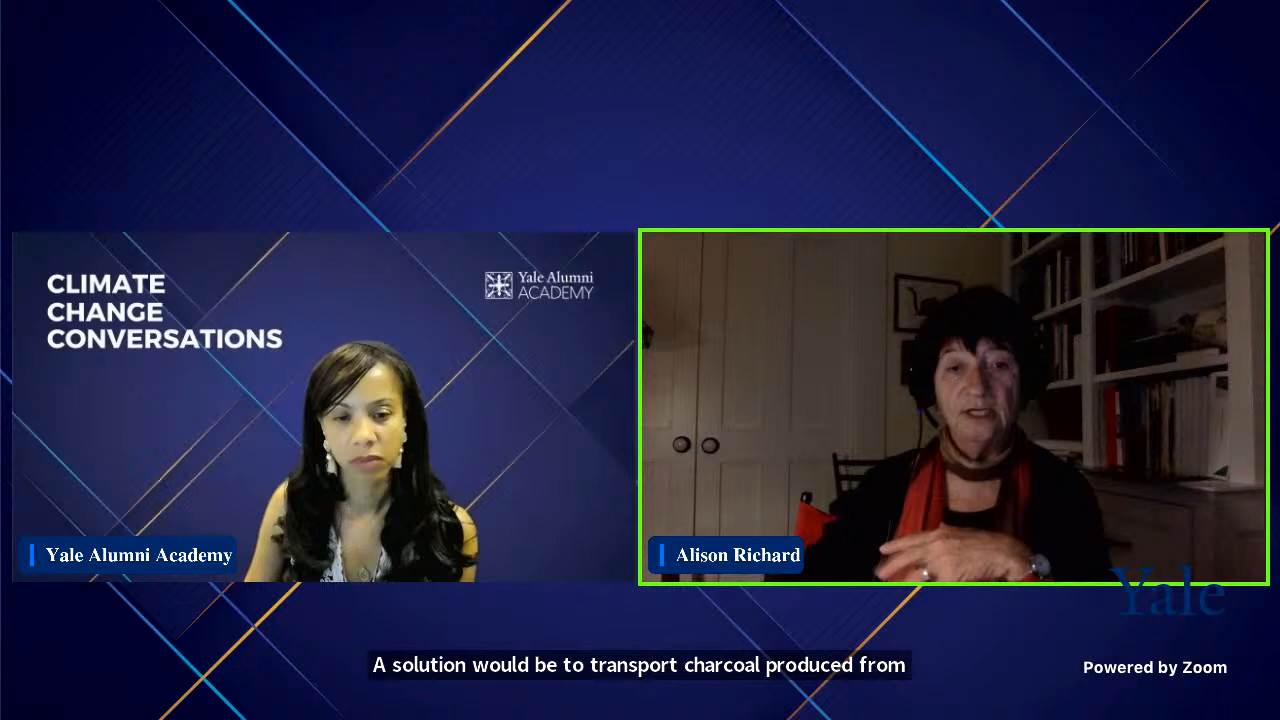 CLIMATE
CHANGE
CONVERSATIONS
Yale Alumni
ACADEMY
Yale Alumni Academy
Alison Richard
Yale
A solution would be to transport charcoal produced from
Powered by Zoom